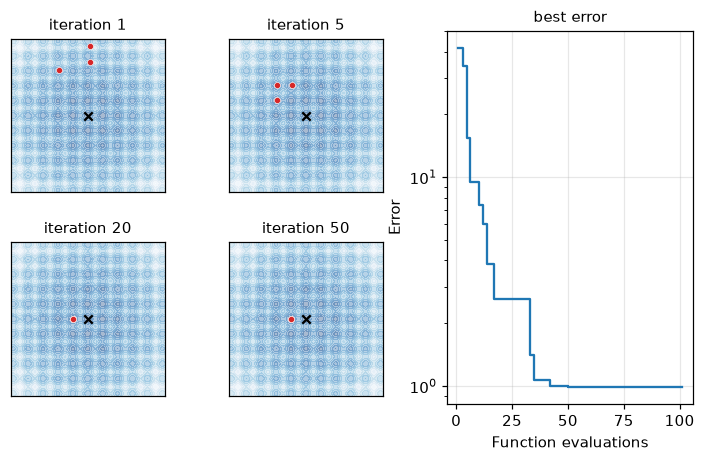 iteration 1
iteration 5
best error
iteration 20
iteration 50
Error
10¹
10⁰
0
25
50
75
100
Function evaluations